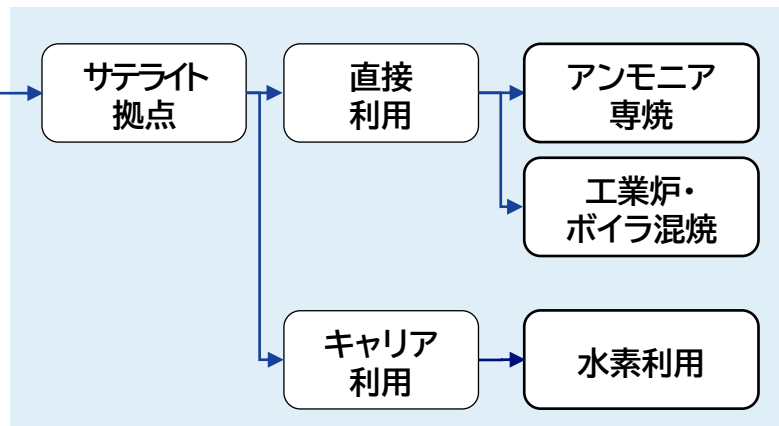 サテライト
拠点
直接
利用
アンモニア
専焼
工業炉・
ボイラ混焼
キャリア
利用
水素利用